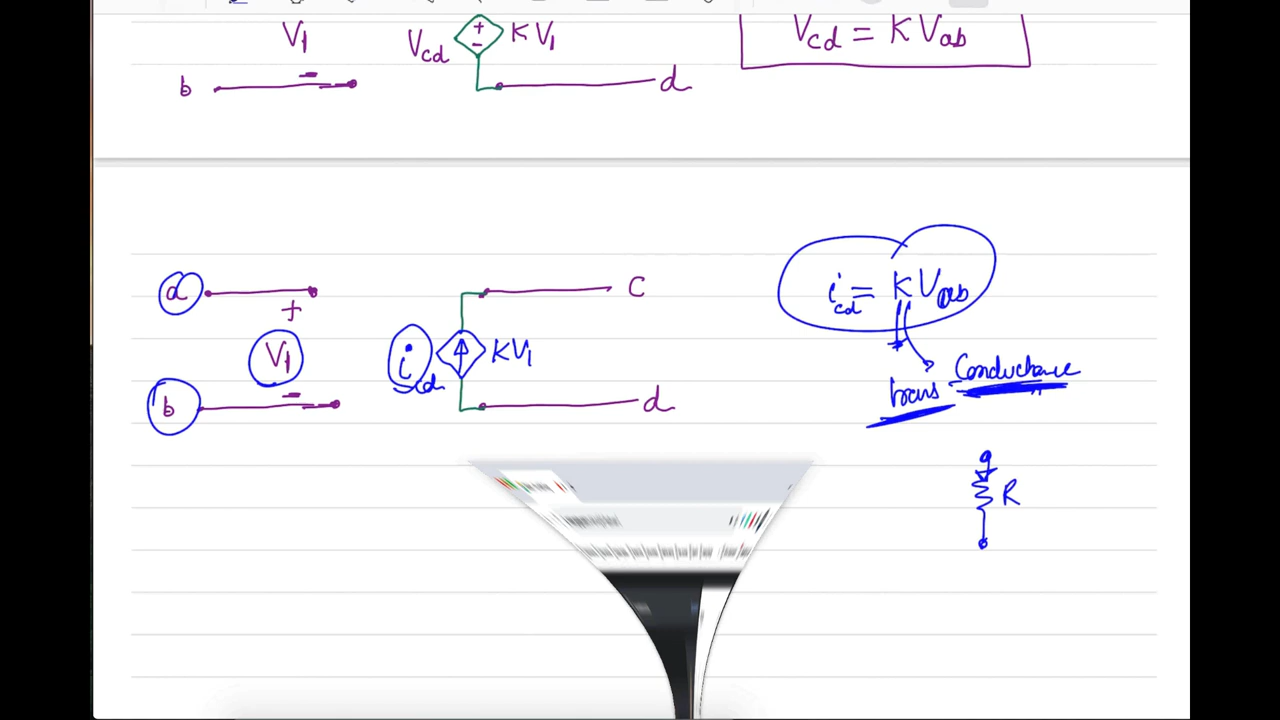 V1 Vcd + - KV1 Vcd = KVab
b - d
a + c
V1 icd KV1 icd = KVab
b - d
trans - Conductance
R